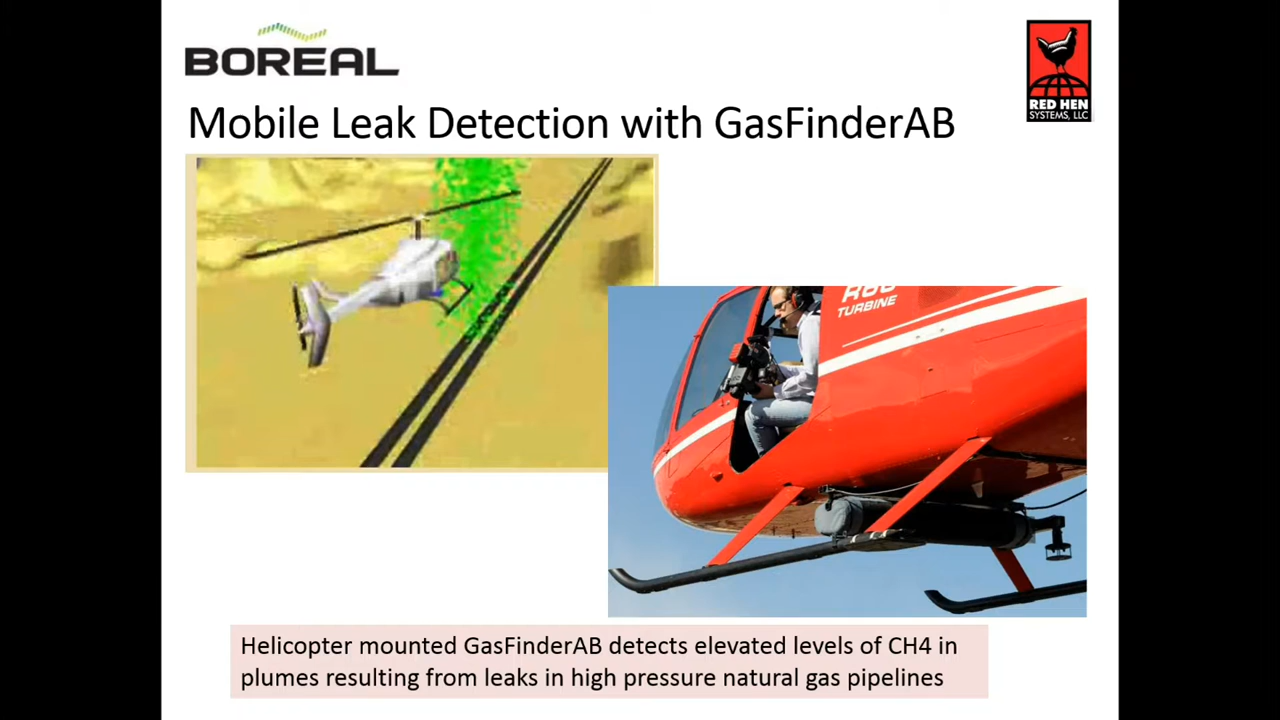 BOREAL
RED HEN
SYSTEMS, LLC
Mobile Leak Detection with GasFinderAB
TURBINE
Helicopter mounted GasFinderAB detects elevated levels of CH4 in
plumes resulting from leaks in high pressure natural gas pipelines